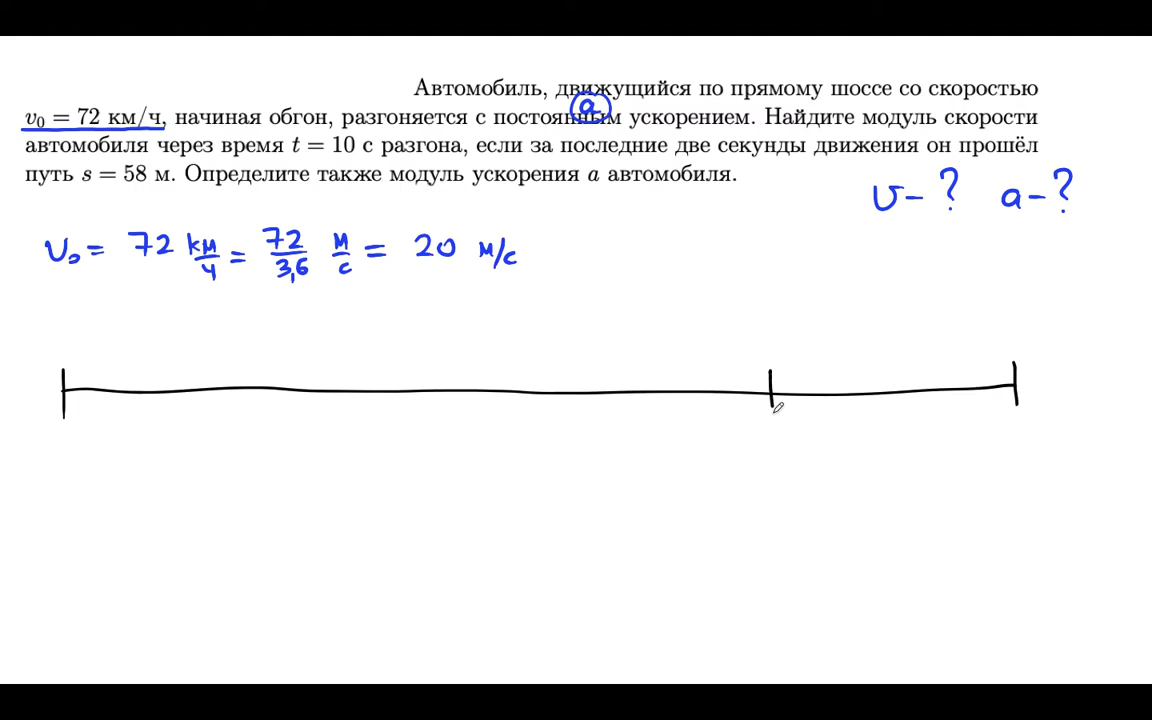 Автомобиль, движущийся по прямому шоссе со скоростью
v₀ = 72 км/ч, начиная обгон, разгоняется с постоянным ускорением. Найдите модуль скорости
a
автомобиля через время t = 10 с разгона, если за последние две секунды движения он прошёл
путь s = 58 м. Определите также модуль ускорения a автомобиля.
v - ? a - ?
v₀ = 72 км/ч = 72/3,6 м/с = 20 м/с